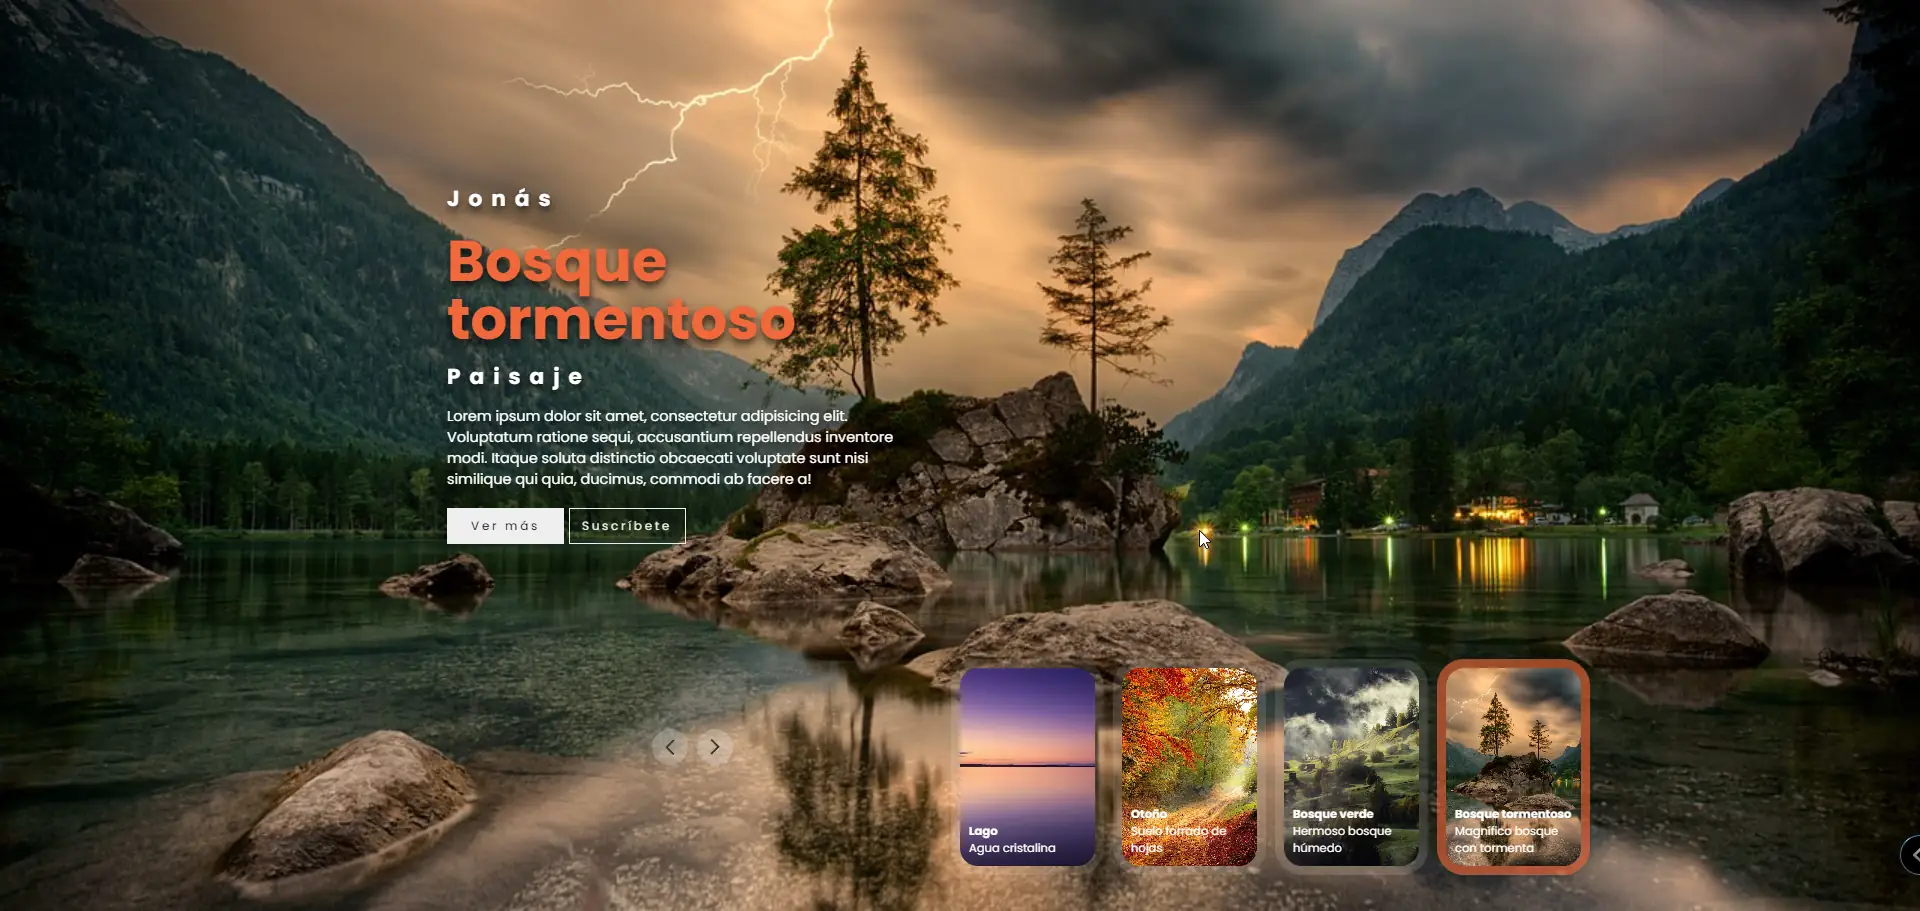 Jonás
Bosque
tormentoso
Paisaje
Lorem ipsum dolor sit amet, consectetur adipisicing elit.
Voluptatum ratione sequi, accusantium repellendus inventore
modi. Itaque soluta distinctio obcaecati voluptate sunt nisi
similique qui quia, ducimus, commodi ab facere a!
Ver más
Suscríbete
Lago
Agua cristalina
Otoño
Suelo forrado de
hojas
Bosque verde
Hermoso bosque
húmedo
Bosque tormentoso
Magnifico bosque
con tormenta